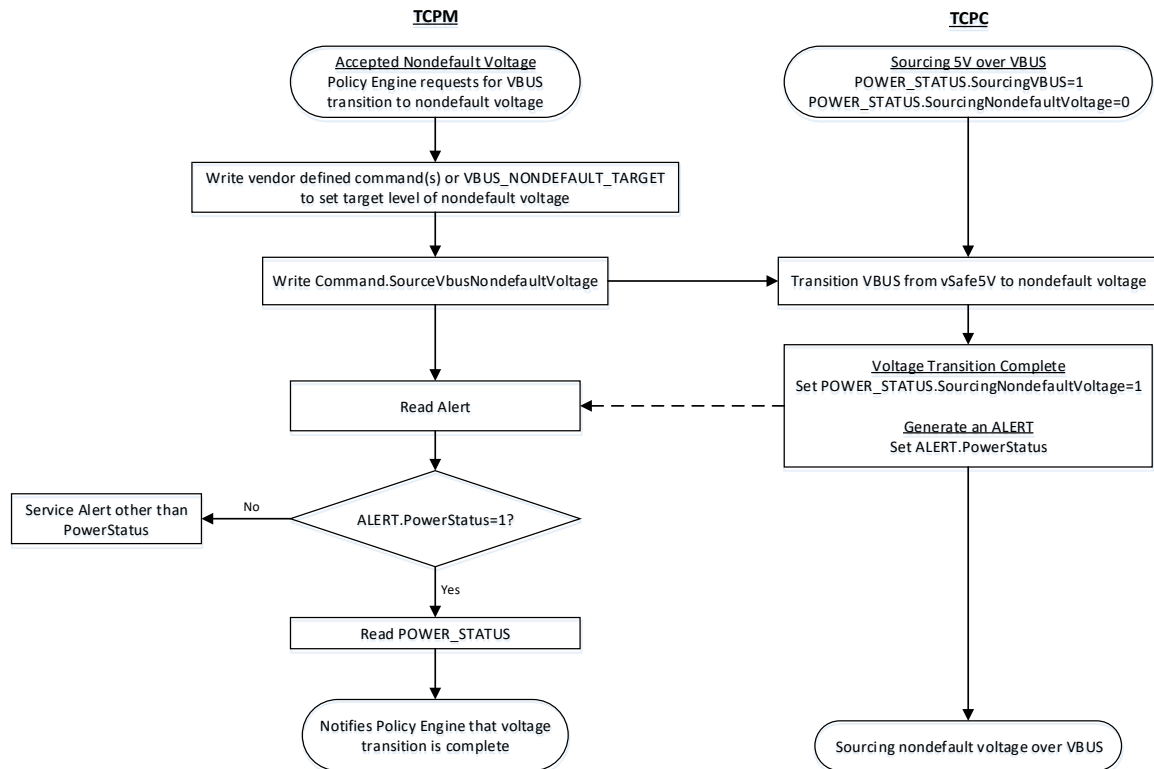 TCPM
TCPC
Accepted Nondefault Voltage
Policy Engine requests for VBUS
transition to nondefault voltage
Sourcing 5V over VBUS
POWER_STATUS.SourcingVBUS=1
POWER_STATUS.SourcingNondefaultVoltage=0
Write vendor defined command(s) or VBUS_NONDEFAULT_TARGET
to set target level of nondefault voltage
Write Command.SourceVbusNondefaultVoltage
Transition VBUS from vSafe5V to nondefault voltage
Voltage Transition Complete
Set POWER_STATUS.SourcingNondefaultVoltage=1
Generate an ALERT
Set ALERT.PowerStatus
Read Alert
ALERT.PowerStatus=1?
No
Service Alert other than
PowerStatus
Yes
Read POWER_STATUS
Notifies Policy Engine that voltage
transition is complete
Sourcing nondefault voltage over VBUS